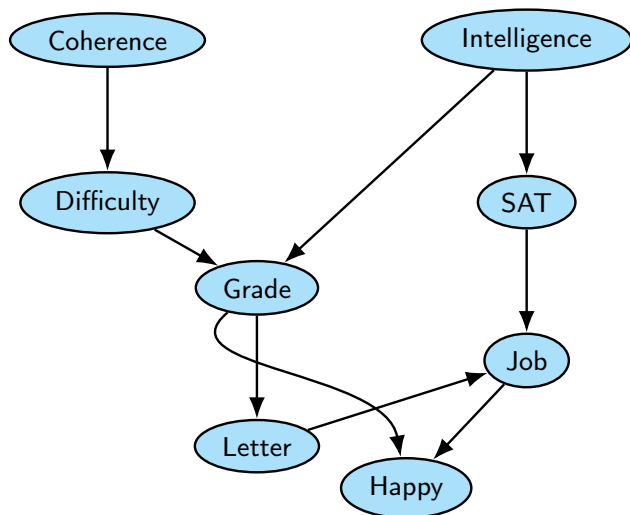 Coherence
Intelligence
Difficulty
SAT
Grade
Job
Letter
Happy